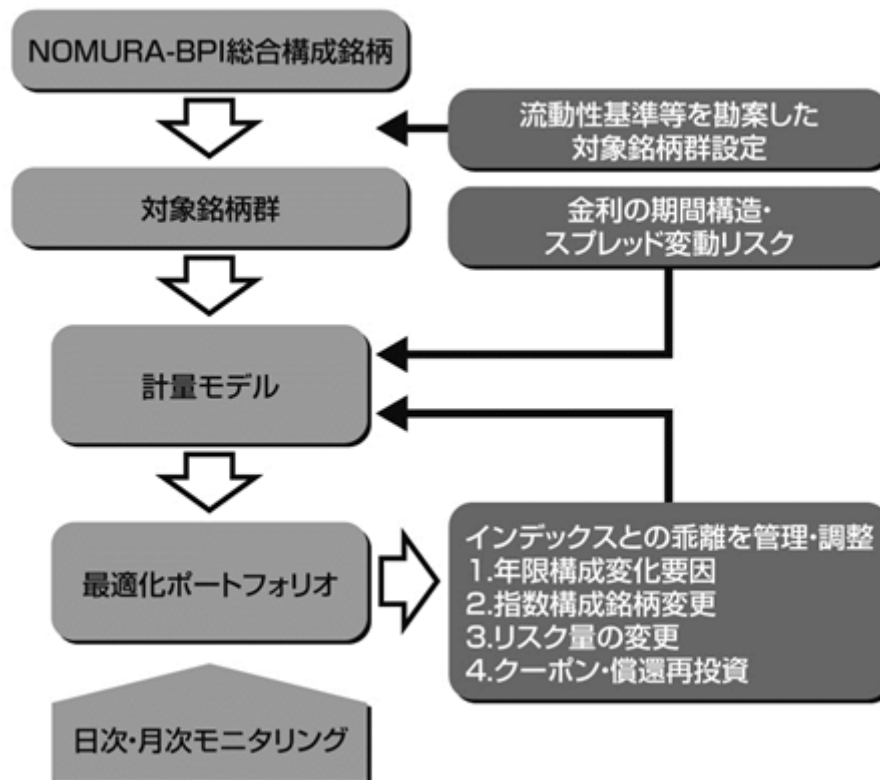 NOMURA-BPI総合構成銘柄
流動性基準等を勘案した
対象銘柄群設定
対象銘柄群
金利の期間構造・
スプレッド変動リスク
計量モデル
最適化ポートフォリオ
インデックスとの乖離を管理・調整
1.年限構成変化要因
2.指数構成銘柄変更
3.リスク量の変更
4.クーポン・償還再投資
日次・月次モニタリング